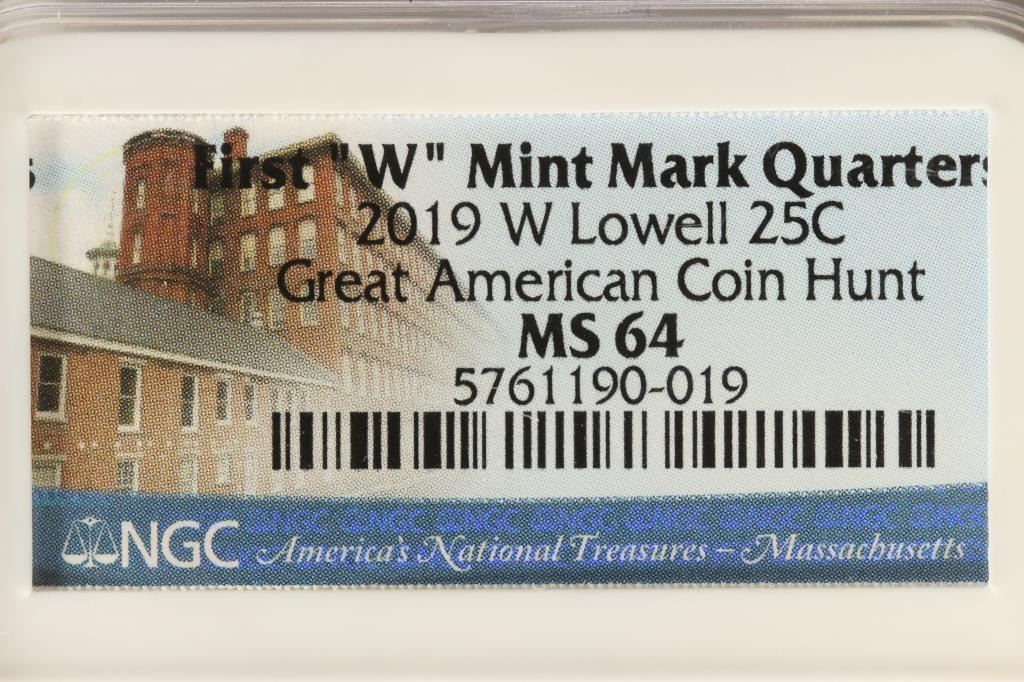 First "W" Mint Mark Quarters
2019 W Lowell 25C
Great American Coin Hunt
MS 64
5761190-019
NGC NGC NGC NGC NGC NGC NGC NGC
NGC America's National Treasures – Massachusetts